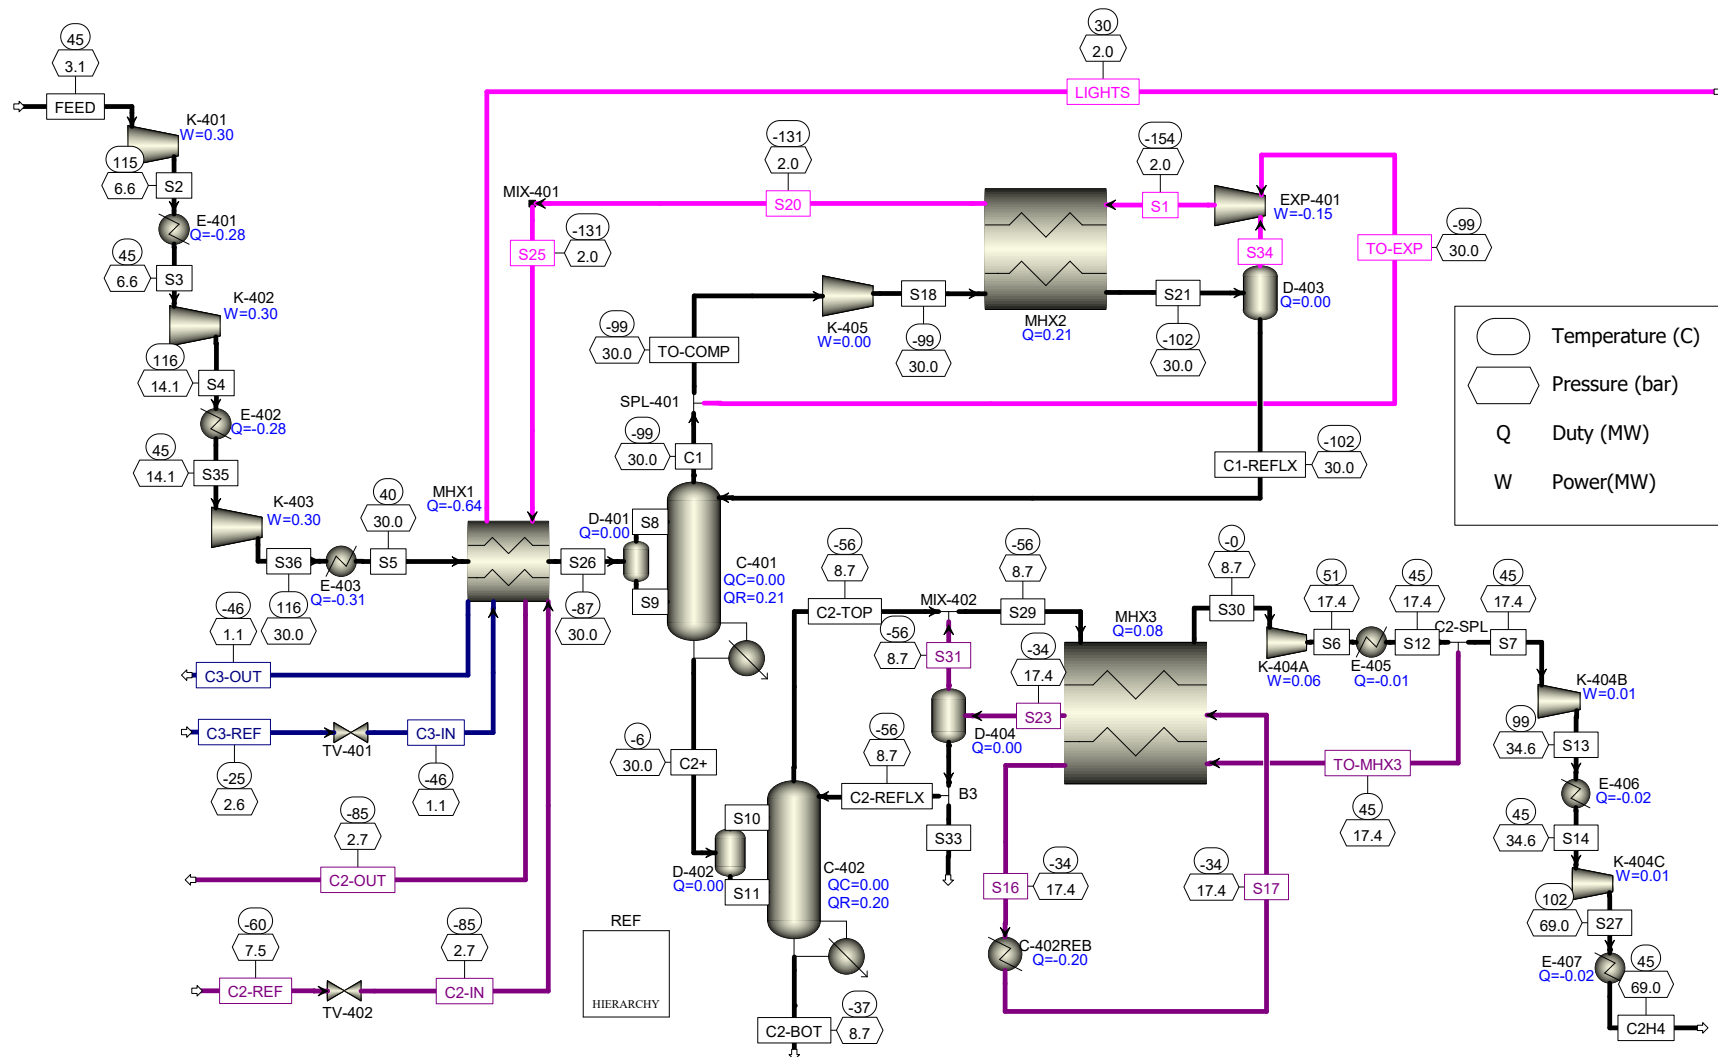 45
3.1
FEED
K-401
W=0.30
115
6.6
S2
E-401
Q=-0.28
45
6.6
S3
K-402
W=0.30
116
14.1
S4
E-402
Q=-0.28
45
14.1
S35
K-403
W=0.30
S36
116
30.0
E-403
Q=-0.31
40
30.0
S5
MHX1
Q=-0.64
S26
-87
30.0
-46
1.1
C3-OUT
C3-REF
-25
2.6
TV-401
C3-IN
-46
1.1
-85
2.7
C2-OUT
-60
7.5
C2-REF
TV-402
-85
2.7
C2-IN
30
2.0
LIGHTS
MIX-401
S25
-131
2.0
-131
2.0
S20
-154
2.0
S1
EXP-401
W=-0.15
S34
TO-EXP
-99
30.0
D-403
Q=0.00
MHX2
Q=0.21
K-405
W=0.00
S18
-99
30.0
S21
-102
30.0
-99
30.0
TO-COMP
SPL-401
-99
30.0
C1
C1-REFLX
-102
30.0
D-401
Q=0.00
S8
S9
C-401
QC=0.00
QR=0.21
-6
30.0
C2+
D-402
Q=0.00
S10
S11
C-402
QC=0.00
QR=0.20
C2-BOT
-37
8.7
-56
8.7
C2-TOP
MIX-402
-56
8.7
S31
-56
8.7
S29
MHX3
Q=0.08
-34
17.4
S23
D-404
Q=0.00
-56
8.7
C2-REFLX
B3
S33
S16
-34
17.4
C-402REB
Q=-0.20
-34
17.4
S17
TO-MHX3
45
17.4
-0
8.7
S30
K-404A
W=0.06
51
17.4
S6
E-405
Q=-0.01
45
17.4
S12
C2-SPL
45
17.4
S7
K-404B
W=0.01
99
34.6
S13
E-406
Q=-0.02
45
34.6
S14
K-404C
W=0.01
102
69.0
S27
E-407
Q=-0.02
45
69.0
C2H4
REF
HIERARCHY
Temperature (C)
Pressure (bar)
Q Duty (MW)
W Power(MW)